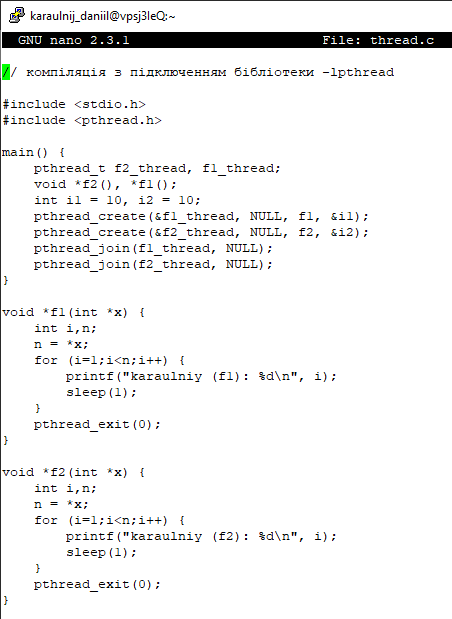 karaulnij_daniil@vpsj3leQ:~
GNU nano 2.3.1 File: thread.c
// компіляція з підключенням бібліотеки -lpthread
#include <stdio.h>
#include <pthread.h>
main() {
    pthread_t f2_thread, f1_thread;
    void *f2(), *f1();
    int i1 = 10, i2 = 10;
    pthread_create(&f1_thread, NULL, f1, &i1);
    pthread_create(&f2_thread, NULL, f2, &i2);
    pthread_join(f1_thread, NULL);
    pthread_join(f2_thread, NULL);
}
void *f1(int *x) {
    int i,n;
    n = *x;
    for (i=1;i<n;i++) {
        printf("karaulniy (f1): %d\n", i);
        sleep(1);
    }
    pthread_exit(0);
}
void *f2(int *x) {
    int i,n;
    n = *x;
    for (i=1;i<n;i++) {
        printf("karaulniy (f2): %d\n", i);
        sleep(1);
    }
    pthread_exit(0);
}